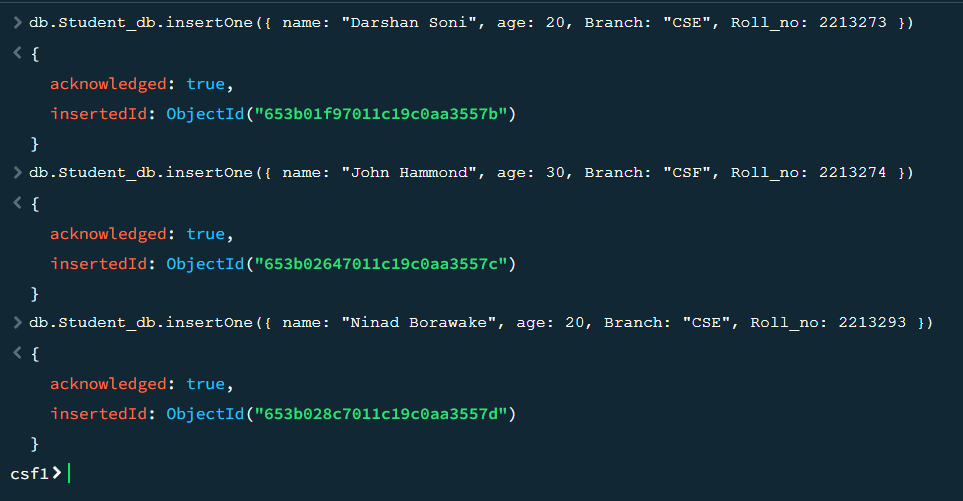 > db.Student_db.insertOne({ name: "Darshan Soni", age: 20, Branch: "CSE", Roll_no: 2213273 })
< {
acknowledged: true,
insertedId: ObjectId("653b01f97011c19c0aa3557b")
}
> db.Student_db.insertOne({ name: "John Hammond", age: 30, Branch: "CSF", Roll_no: 2213274 })
< {
acknowledged: true,
insertedId: ObjectId("653b02647011c19c0aa3557c")
}
> db.Student_db.insertOne({ name: "Ninad Borawake", age: 20, Branch: "CSE", Roll_no: 2213293 })
< {
acknowledged: true,
insertedId: ObjectId("653b028c7011c19c0aa3557d")
}
csf1>